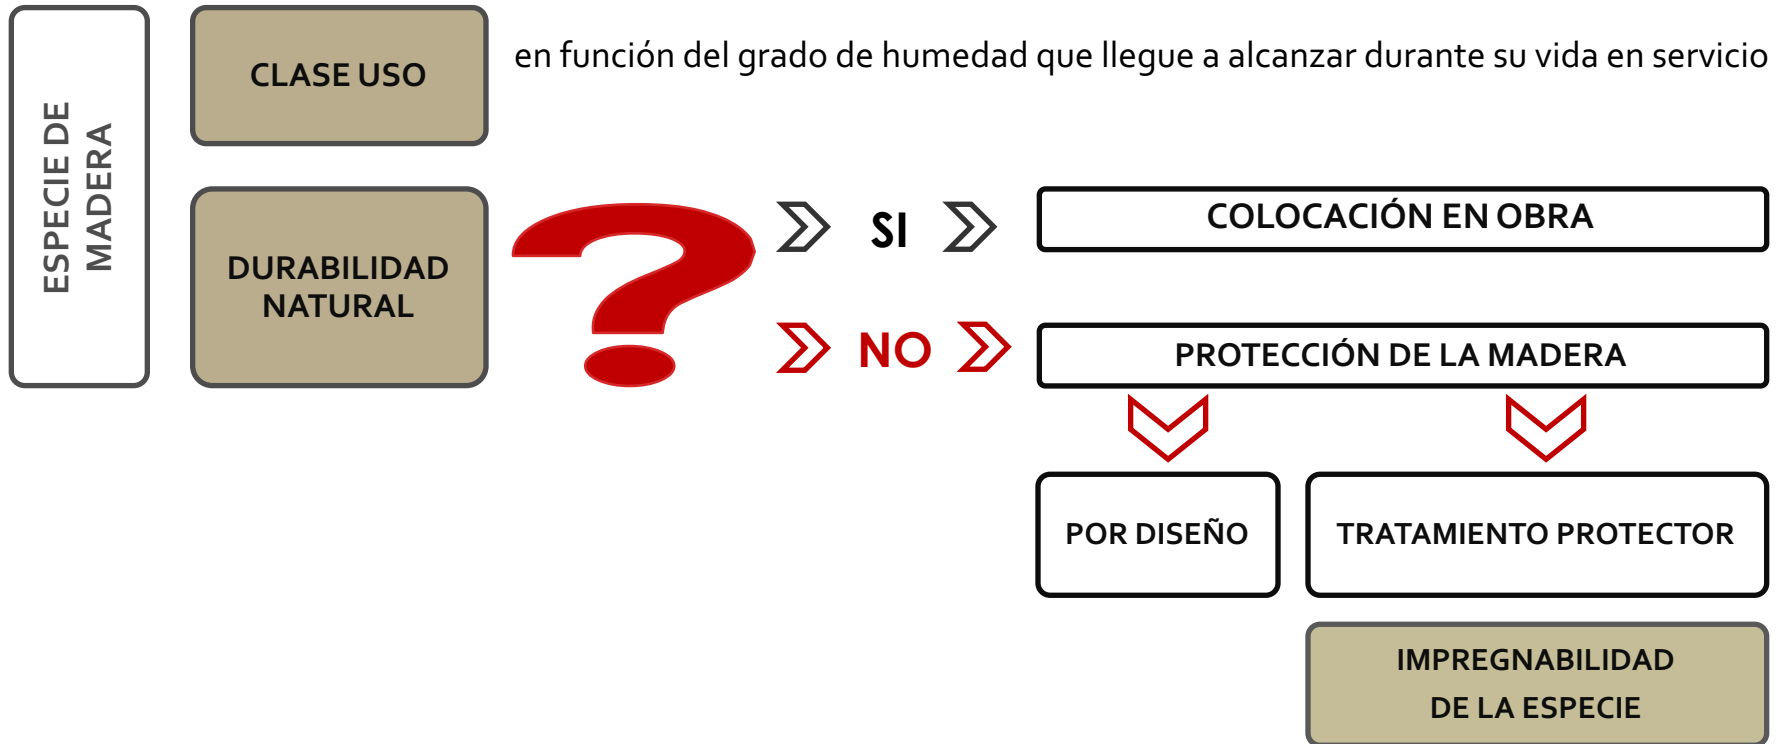 ESPECIE DE
MADERA
CLASE USO
en función del grado de humedad que llegue a alcanzar durante su vida en servicio
DURABILIDAD
NATURAL
?
SI
COLOCACIÓN EN OBRA
NO
PROTECCIÓN DE LA MADERA
POR DISEÑO
TRATAMIENTO PROTECTOR
IMPREGNABILIDAD
DE LA ESPECIE